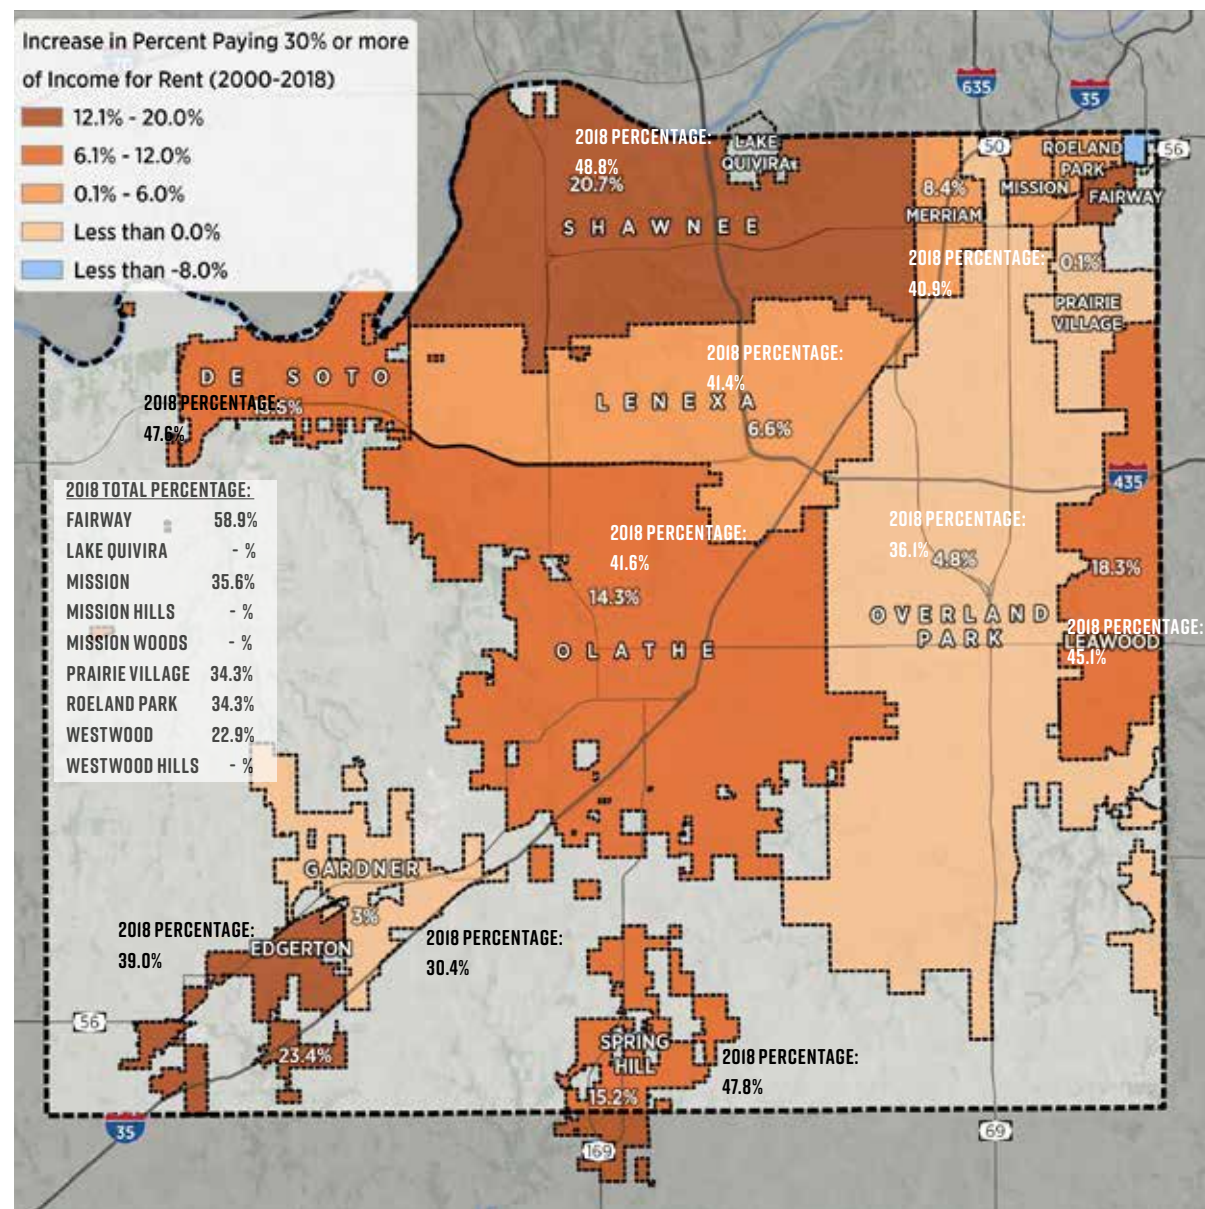 Increase in Percent Paying 30% or more
of Income for Rent (2000-2018)
12.1% - 20.0%
6.1% - 12.0%
0.1% - 6.0%
Less than 0.0%
Less than -8.0%
635
35
50
56
2018 PERCENTAGE:
48.8%
20.7%
SHAWNEE
LAKE
QUIVIRA
8.4%
MERRIAM
MISSION
ROELAND
PARK
FAIRWAY
2018 PERCENTAGE:
40.9%
0.1%
PRAIRIE
VILLAGE
DE SOTO
2018 PERCENTAGE:
47.6%
2018 PERCENTAGE:
41.4%
LENEXA
6.6%
435
2018 TOTAL PERCENTAGE:
FAIRWAY 58.9%
LAKE QUIVIRA - %
MISSION 35.6%
MISSION HILLS - %
MISSION WOODS - %
PRAIRIE VILLAGE 34.3%
ROELAND PARK 34.3%
WESTWOOD 22.9%
WESTWOOD HILLS - %
2018 PERCENTAGE:
41.6%
14.3%
OLATHE
2018 PERCENTAGE:
36.1%
4.8%
OVERLAND
PARK
18.3%
2018 PERCENTAGE:
LEAWOOD
45.1%
GARDNER
3%
2018 PERCENTAGE:
39.0%
EDGERTON
2018 PERCENTAGE:
30.4%
56
23.4%
35
SPRING
HILL
15.2%
2018 PERCENTAGE:
47.8%
169
69